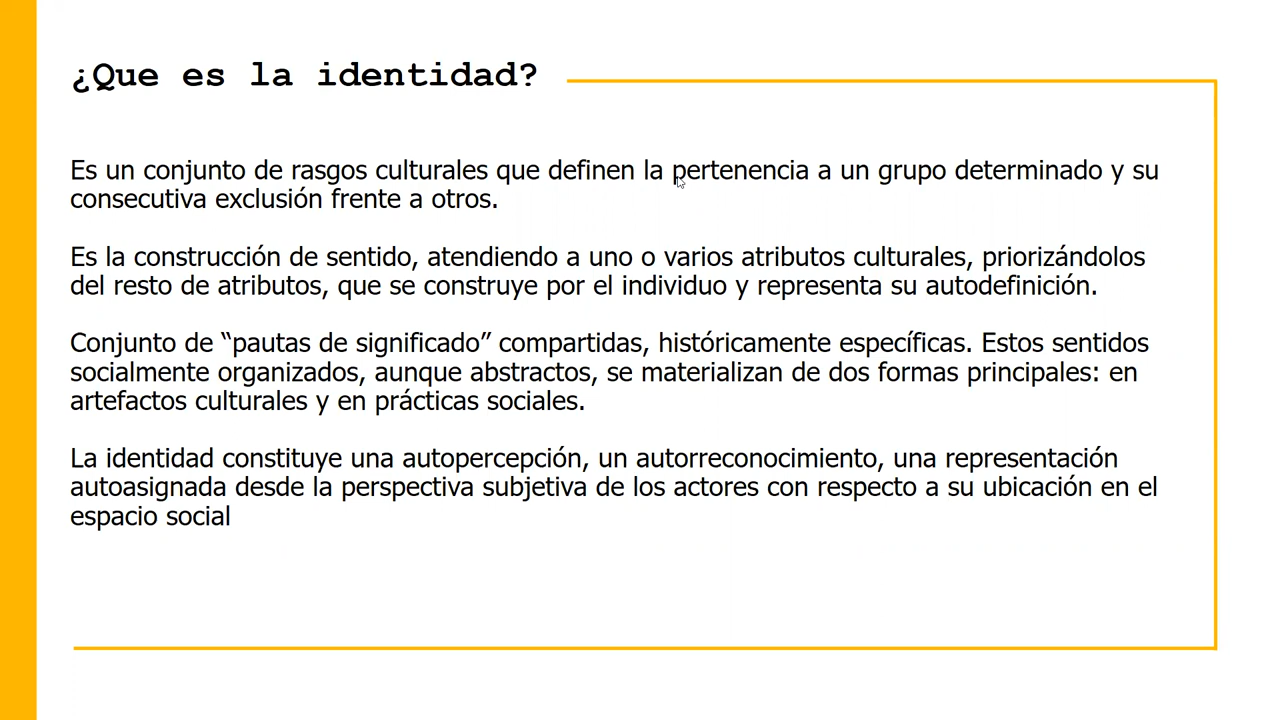 ¿Que es la identidad?
Es un conjunto de rasgos culturales que definen la pertenencia a un grupo determinado y su
consecutiva exclusión frente a otros.
Es la construcción de sentido, atendiendo a uno o varios atributos culturales, priorizándolos
del resto de atributos, que se construye por el individuo y representa su autodefinición.
Conjunto de “pautas de significado” compartidas, históricamente específicas. Estos sentidos
socialmente organizados, aunque abstractos, se materializan de dos formas principales: en
artefactos culturales y en prácticas sociales.
La identidad constituye una autopercepción, un autorreconocimiento, una representación
autoasignada desde la perspectiva subjetiva de los actores con respecto a su ubicación en el
espacio social